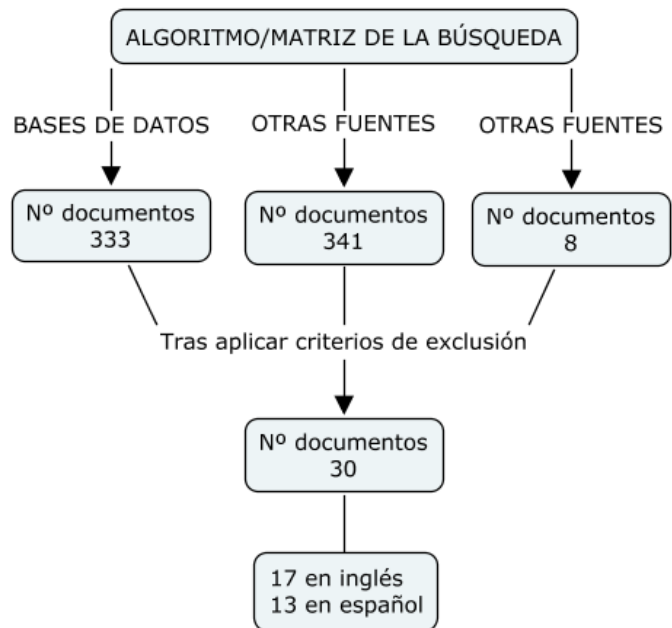 ALGORITMO/MATRIZ DE LA BÚSQUEDA
BASES DE DATOS
OTRAS FUENTES
OTRAS FUENTES
Nº documentos
333
Nº documentos
341
Nº documentos
8
Tras aplicar criterios de exclusión
Nº documentos
30
17 en inglés
13 en español